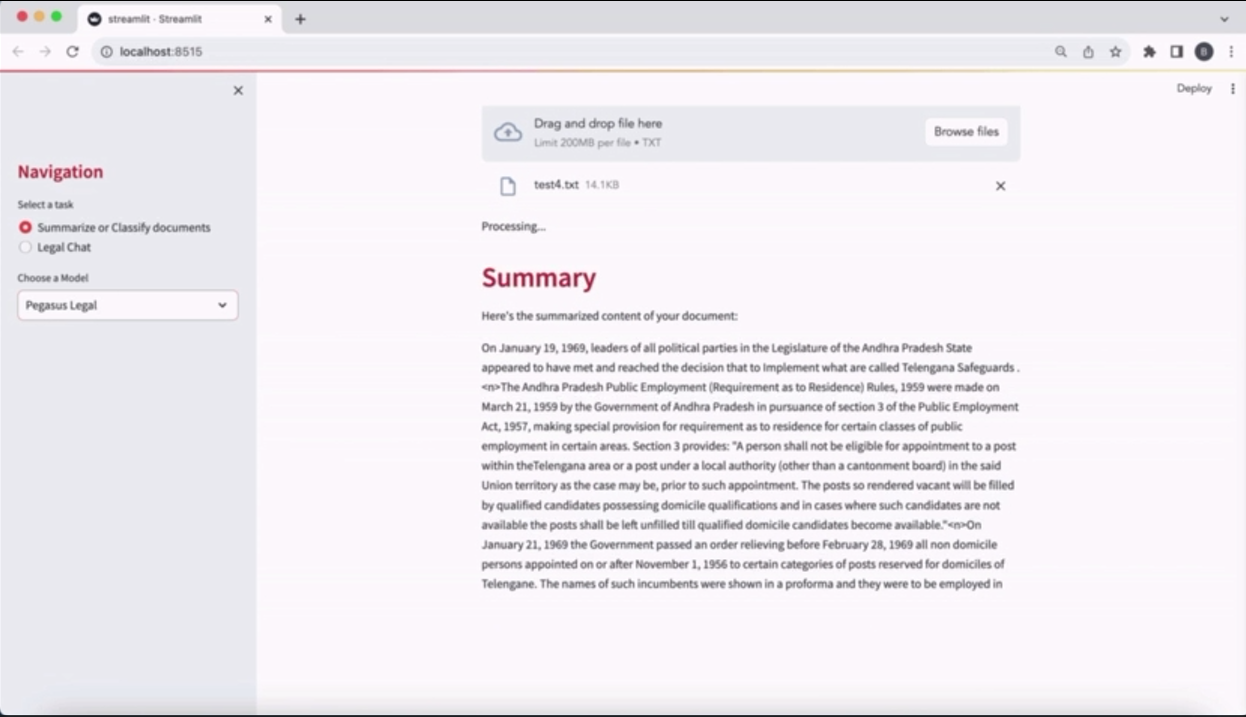 streamlit · Streamlit
localhost:8515
B
Deploy
Navigation
Select a task
Summarize or Classify documents
Legal Chat
Choose a Model
Pegasus Legal
Drag and drop file here
Limit 200MB per file • TXT
Browse files
test4.txt 14.1KB
Processing...
Summary
Here's the summarized content of your document:
On January 19, 1969, leaders of all political parties in the Legislature of the Andhra Pradesh State
appeared to have met and reached the decision that to Implement what are called Telengana Safeguards .
<n>The Andhra Pradesh Public Employment (Requirement as to Residence) Rules, 1959 were made on
March 21, 1959 by the Government of Andhra Pradesh in pursuance of section 3 of the Public Employment
Act, 1957, making special provision for requirement as to residence for certain classes of public
employment in certain areas. Section 3 provides: "A person shall not be eligible for appointment to a post
within theTelengana area or a post under a local authority (other than a cantonment board) in the said
Union territory as the case may be, prior to such appointment. The posts so rendered vacant will be filled
by qualified candidates possessing domicile qualifications and in cases where such candidates are not
available the posts shall be left unfilled till qualified domicile candidates become available."<n>On
January 21, 1969 the Government passed an order relieving before February 28, 1969 all non domicile
persons appointed on or after November 1, 1956 to certain categories of posts reserved for domiciles of
Telengane. The names of such incumbents were shown in a proforma and they were to be employed in